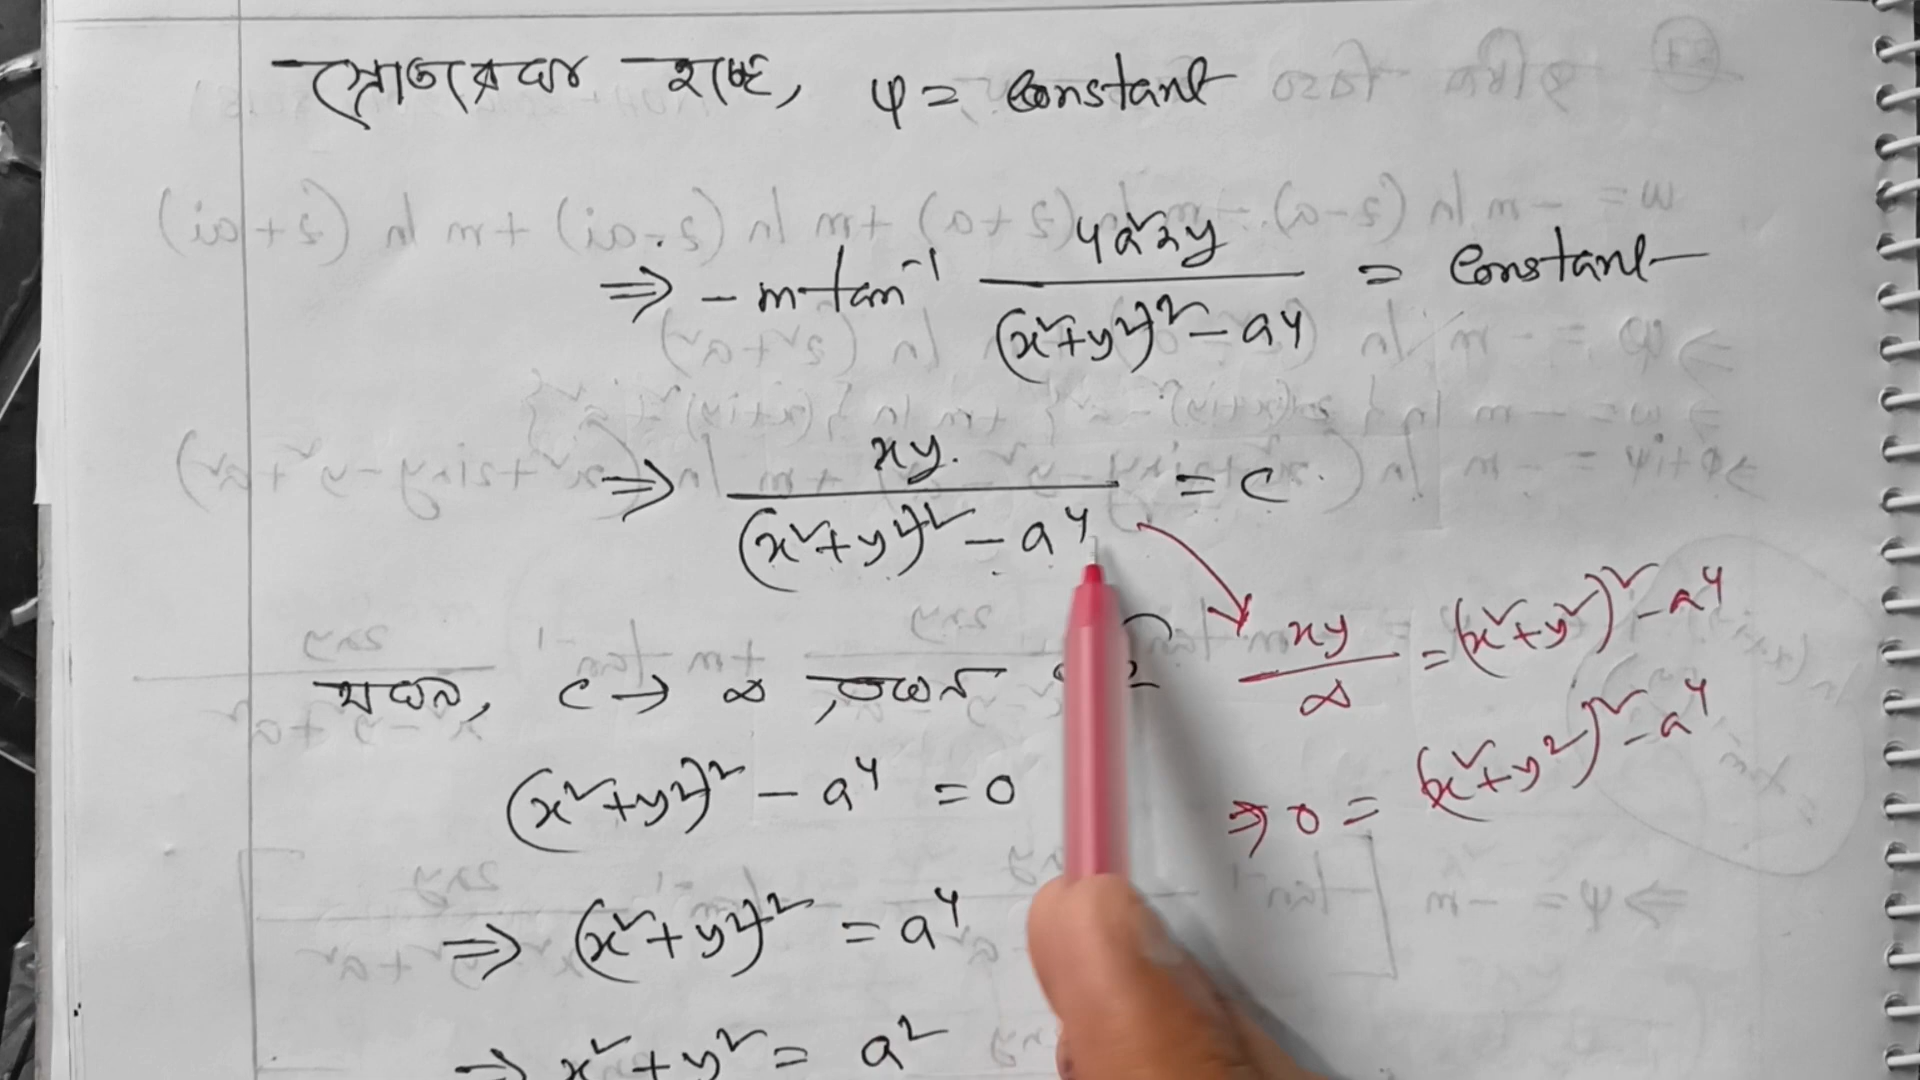 স্রোতরেখা হচ্ছে, ψ = constant
⇒ - m tan⁻¹ 4a²xy / (x²+y²)² - a⁴ = constant
⇒ xy / (x²+y²)² - a⁴ = c
যখন, c → ∞, তখন
xy / ∞ = (x²+y²)² - a⁴
(x²+y²)² - a⁴ = 0
⇒ 0 = (x²+y²)² - a⁴
⇒ (x²+y²)² = a⁴
⇒ x² + y² = a²